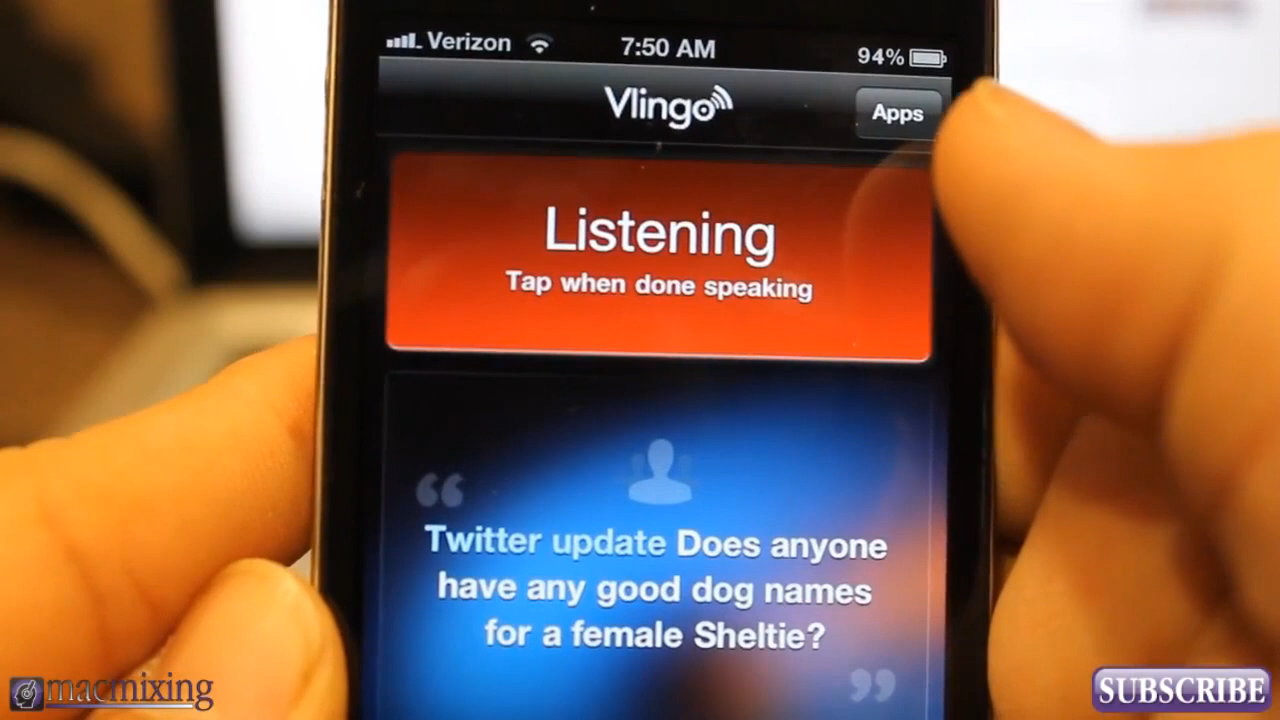 Verizon 7:50 AM 94%
Vlingo Apps
Listening
Tap when done speaking
“
Twitter update Does anyone
have any good dog names
for a female Sheltie?
”
macmixing SUBSCRIBE